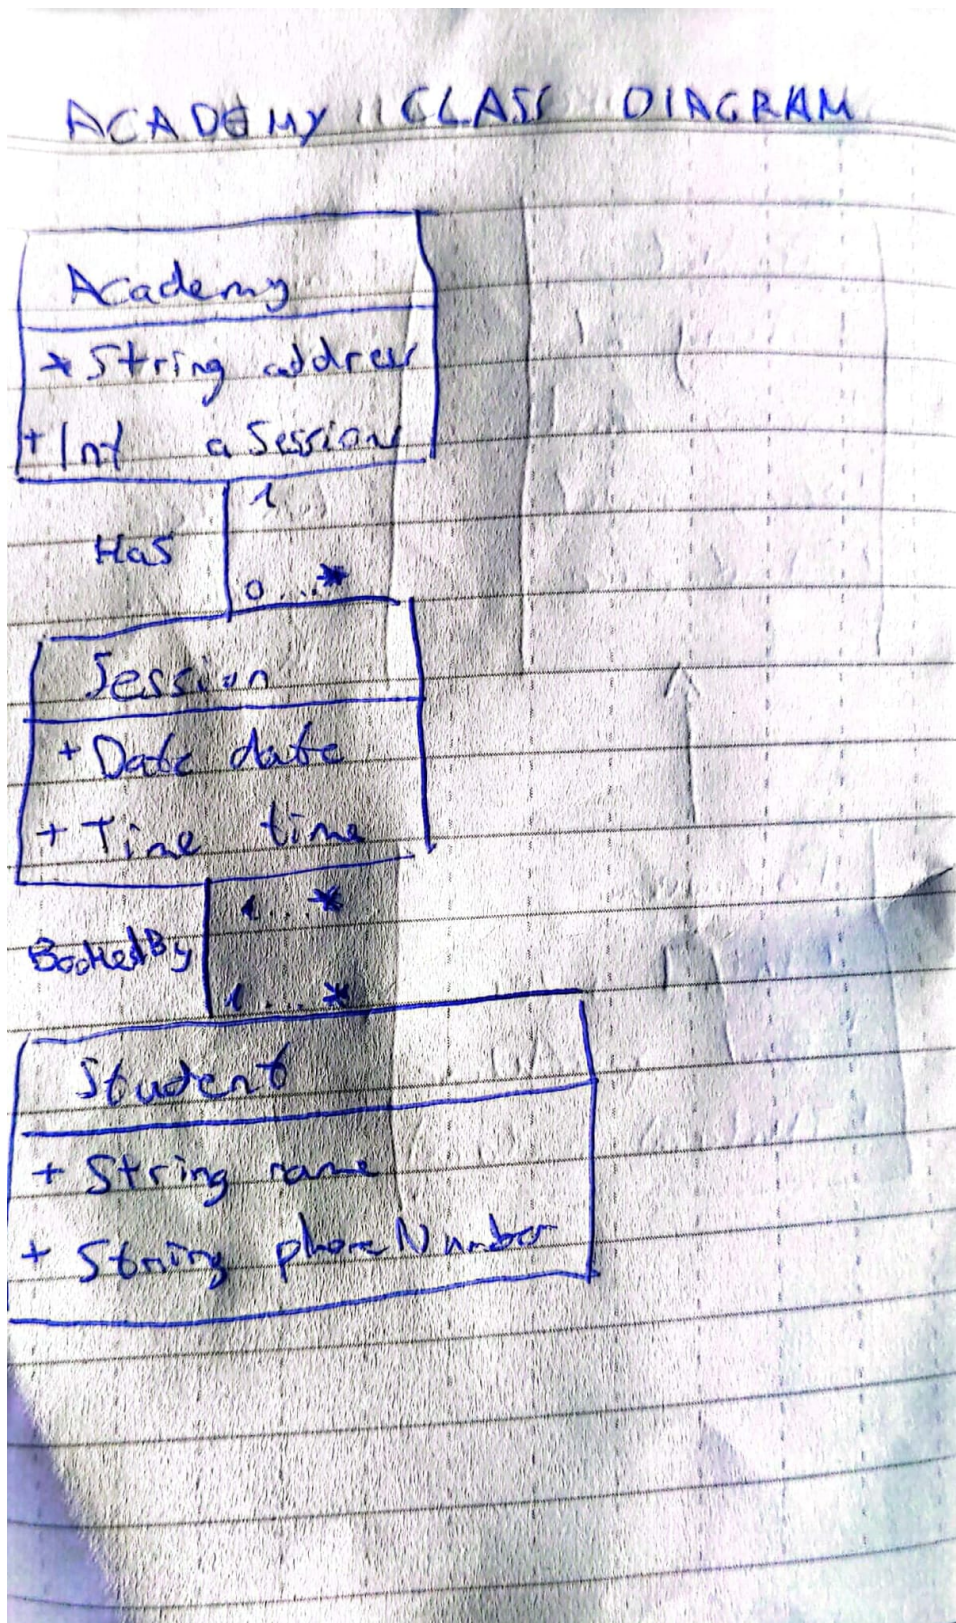 ACADEMY CLASS DIAGRAM
Academy
+ String address
+ Int aSession
1
Has
0...*
Session
+ Date date
+ Time time
1...*
BookedBy
1...*
Student
+ String name
+ String phoneNumber